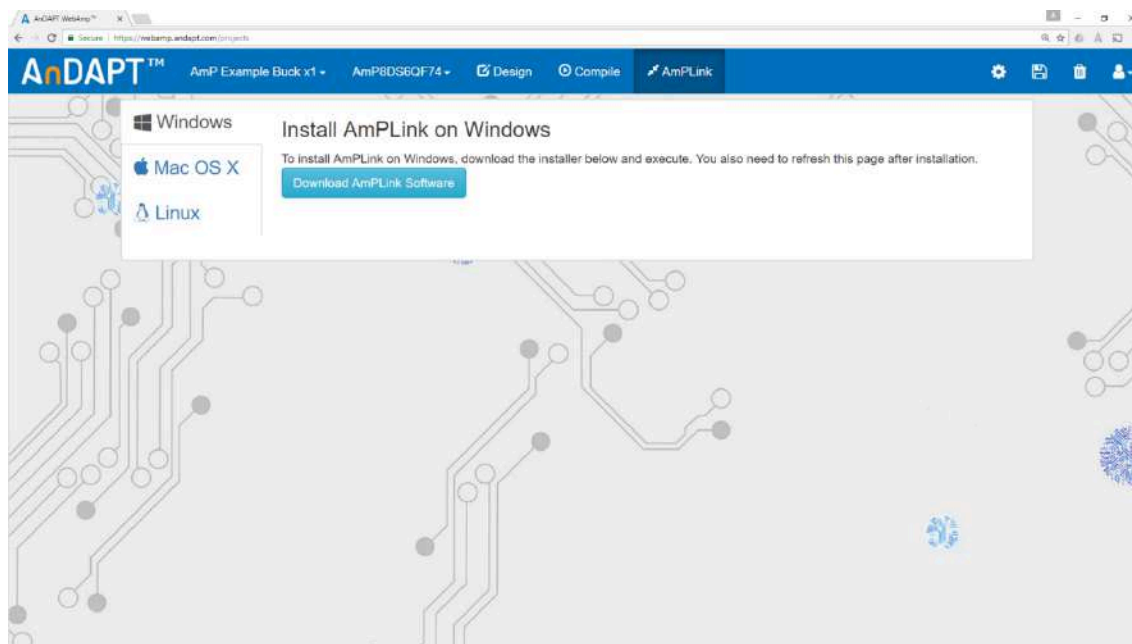 AnDAPT WebAmp™
Secure https://webamp.andapt.com/projects
AnDAPT™ AmP Example Buck x1 AmP8DS6QF74 Design Compile AmPLink
Windows
Mac OS X
Linux
Install AmPLink on Windows
To install AmPLink on Windows, download the installer below and execute. You also need to refresh this page after installation.
Download AmPLink Software